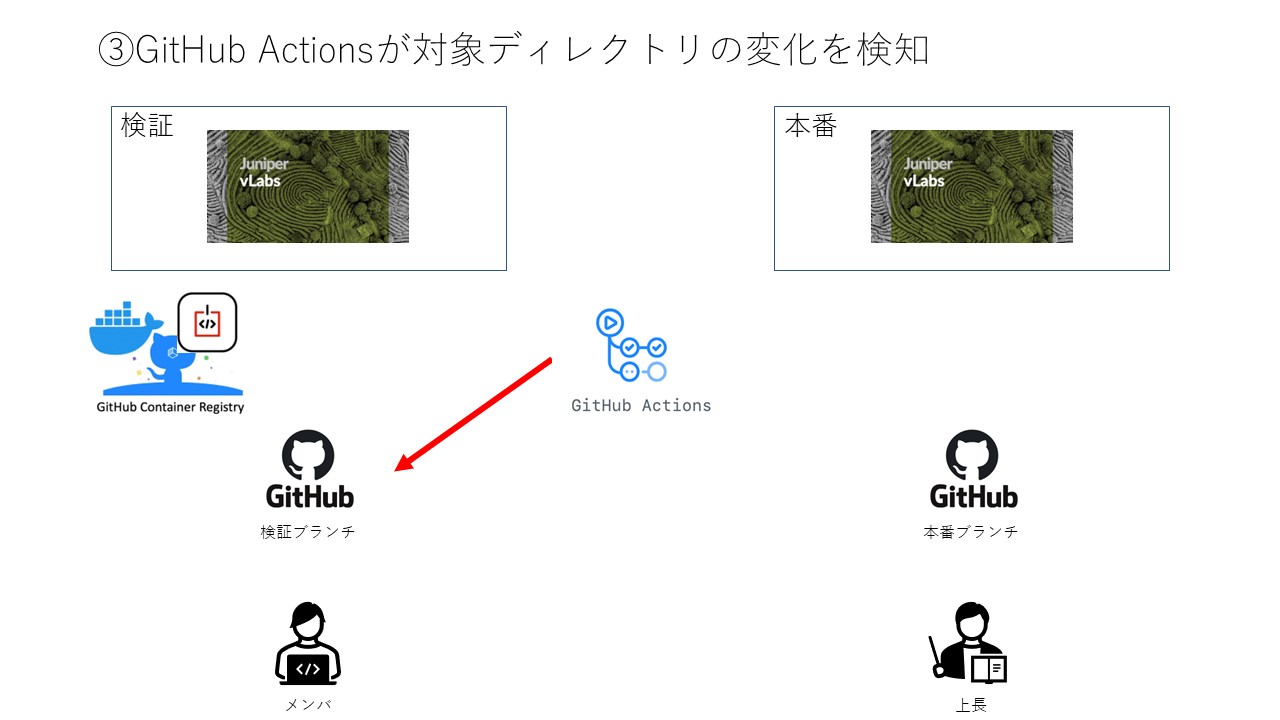 ③GitHub Actionsが対象ディレクトリの変化を検知
検証
Juniper
vLabs
本番
Juniper
vLabs
GitHub Container Registry
GitHub Actions
GitHub
検証ブランチ
GitHub
本番ブランチ
メンバ
上長